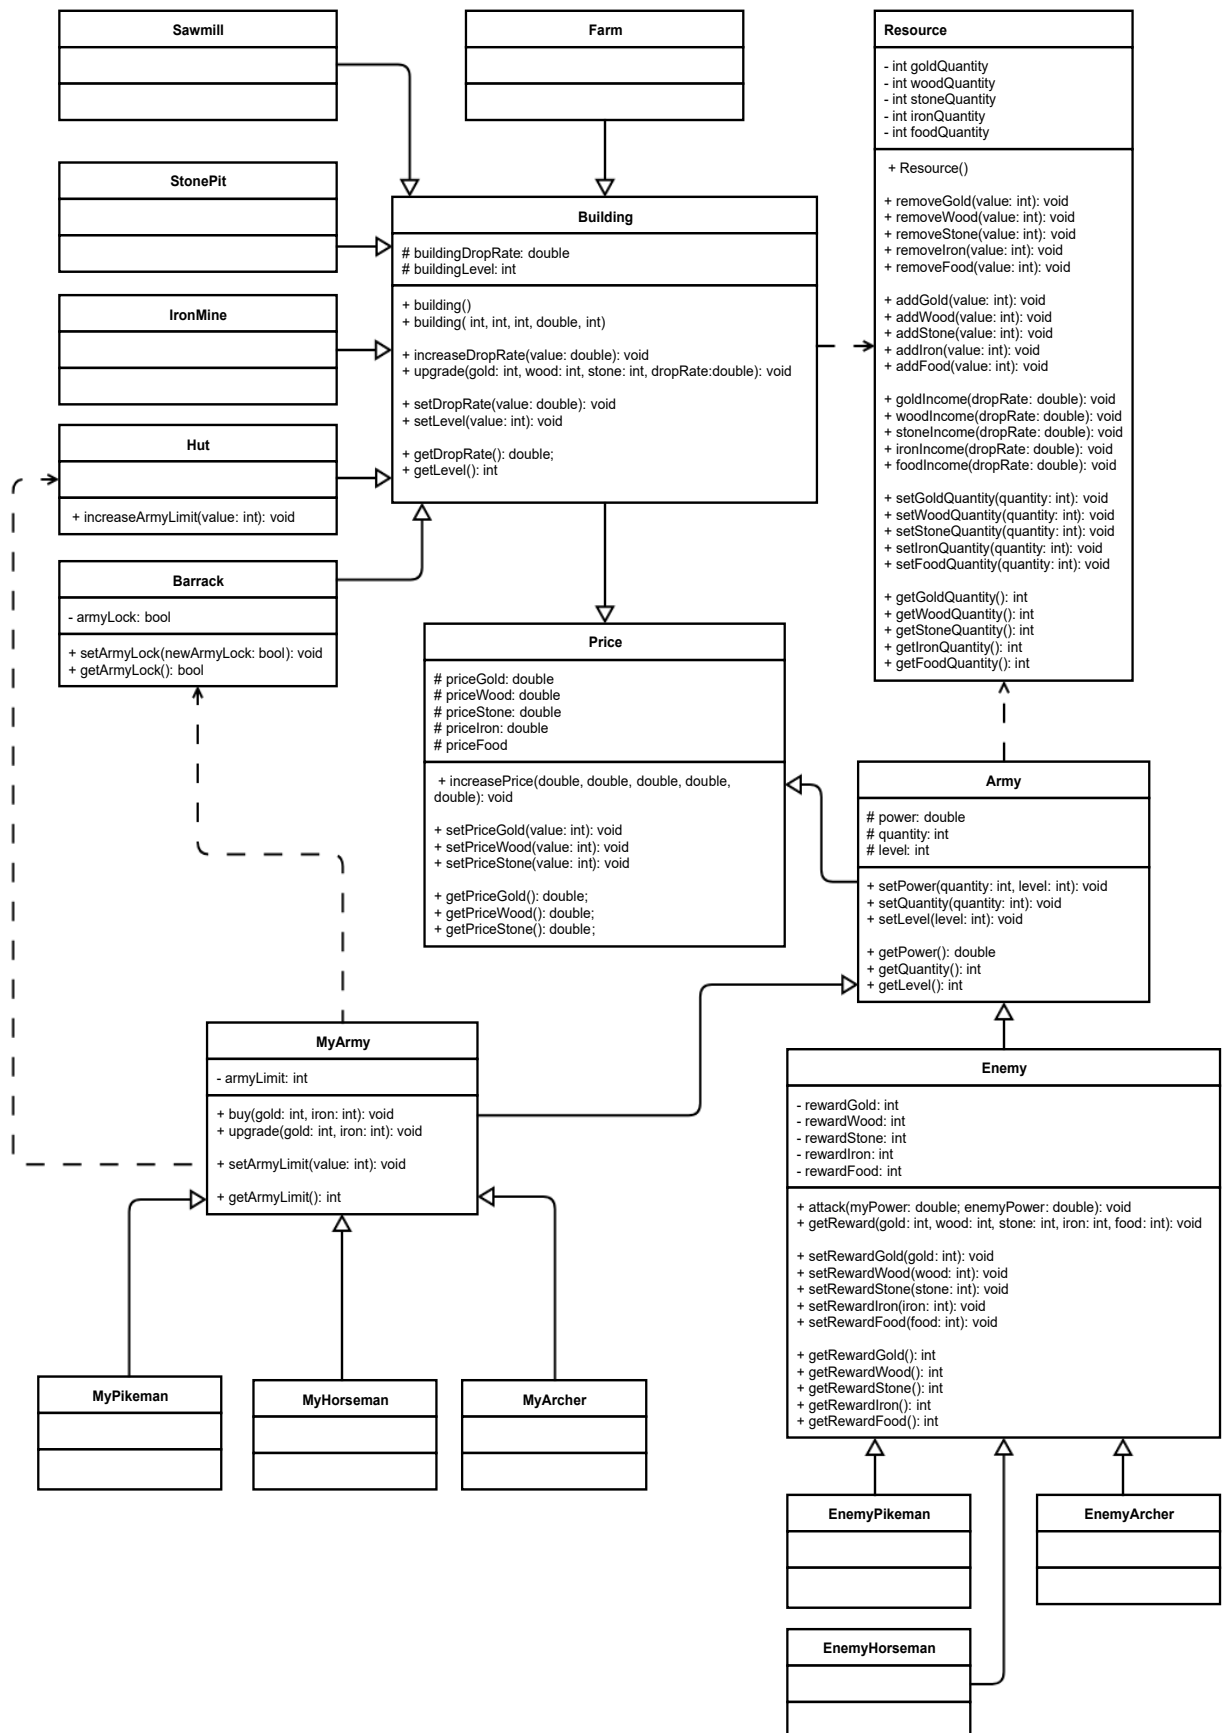 Sawmill
Farm
Resource
- int goldQuantity
- int woodQuantity
- int stoneQuantity
- int ironQuantity
- int foodQuantity
+ Resource()
+ removeGold(value: int): void
+ removeWood(value: int): void
+ removeStone(value: int): void
+ removeIron(value: int): void
+ removeFood(value: int): void
+ addGold(value: int): void
+ addWood(value: int): void
+ addStone(value: int): void
+ addIron(value: int): void
+ addFood(value: int): void
+ goldIncome(dropRate: double): void
+ woodIncome(dropRate: double): void
+ stoneIncome(dropRate: double): void
+ ironIncome(dropRate: double): void
+ foodIncome(dropRate: double): void
+ setGoldQuantity(quantity: int): void
+ setWoodQuantity(quantity: int): void
+ setStoneQuantity(quantity: int): void
+ setIronQuantity(quantity: int): void
+ setFoodQuantity(quantity: int): void
+ getGoldQuantity(): int
+ getWoodQuantity(): int
+ getStoneQuantity(): int
+ getIronQuantity(): int
+ getFoodQuantity(): int
StonePit
Building
# buildingDropRate: double
# buildingLevel: int
+ building()
+ building( int, int, int, double, int)
+ increaseDropRate(value: double): void
+ upgrade(gold: int, wood: int, stone: int, dropRate:double): void
+ setDropRate(value: double): void
+ setLevel(value: int): void
+ getDropRate(): double;
+ getLevel(): int
IronMine
Hut
+ increaseArmyLimit(value: int): void
Barrack
- armyLock: bool
+ setArmyLock(newArmyLock: bool): void
+ getArmyLock(): bool
Price
# priceGold: double
# priceWood: double
# priceStone: double
# priceIron: double
# priceFood
+ increasePrice(double, double, double, double,
double): void
+ setPriceGold(value: int): void
+ setPriceWood(value: int): void
+ setPriceStone(value: int): void
+ getPriceGold(): double;
+ getPriceWood(): double;
+ getPriceStone(): double;
Army
# power: double
# quantity: int
# level: int
+ setPower(quantity: int, level: int): void
+ setQuantity(quantity: int): void
+ setLevel(level: int): void
+ getPower(): double
+ getQuantity(): int
+ getLevel(): int
MyArmy
- armyLimit: int
+ buy(gold: int, iron: int): void
+ upgrade(gold: int, iron: int): void
+ setArmyLimit(value: int): void
+ getArmyLimit(): int
Enemy
- rewardGold: int
- rewardWood: int
- rewardStone: int
- rewardIron: int
- rewardFood: int
+ attack(myPower: double; enemyPower: double): void
+ getReward(gold: int, wood: int, stone: int, iron: int, food: int): void
+ setRewardGold(gold: int): void
+ setRewardWood(wood: int): void
+ setRewardStone(stone: int): void
+ setRewardIron(iron: int): void
+ setRewardFood(food: int): void
+ getRewardGold(): int
+ getRewardWood(): int
+ getRewardStone(): int
+ getRewardIron(): int
+ getRewardFood(): int
MyPikeman
MyHorseman
MyArcher
EnemyPikeman
EnemyArcher
EnemyHorseman